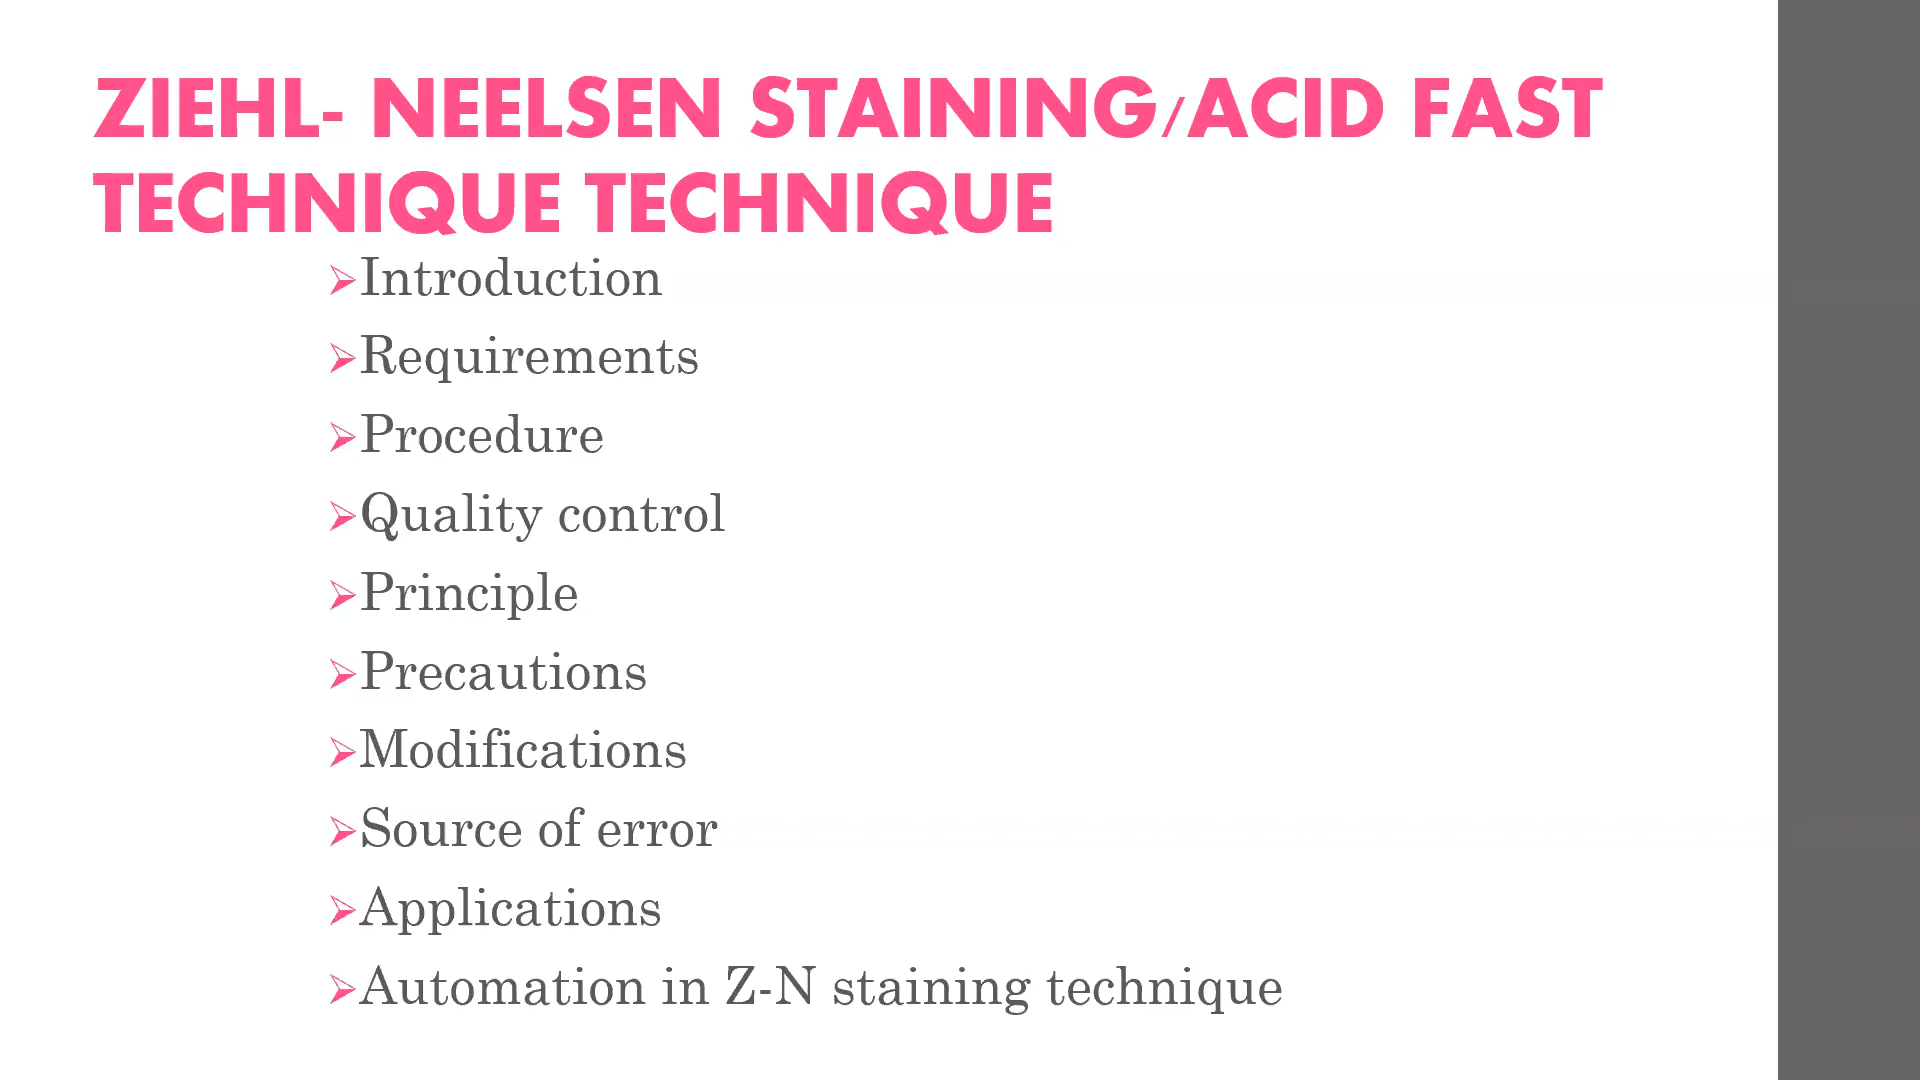 ZIEHL- NEELSEN STAINING/ACID FAST
TECHNIQUE TECHNIQUE
➢Introduction
➢Requirements
➢Procedure
➢Quality control
➢Principle
➢Precautions
➢Modifications
➢Source of error
➢Applications
➢Automation in Z-N staining technique